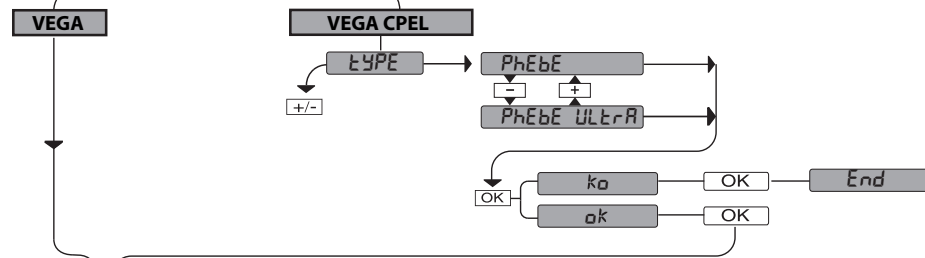 VEGA
VEGA CPEL
tYPE
PhEbE
+/-
-
+
PhEbE ULtrA
OK
ko
OK
End
ok
OK